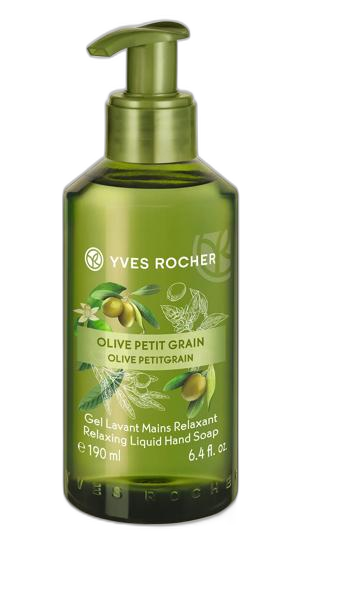 YVES ROCHER
OLIVE PETIT GRAIN
OLIVE PETITGRAIN
Gel Lavant Mains Relaxant
Relaxing Liquid Hand Soap
℮ 190 ml 6.4 fl. oz.
YVES ROCHER